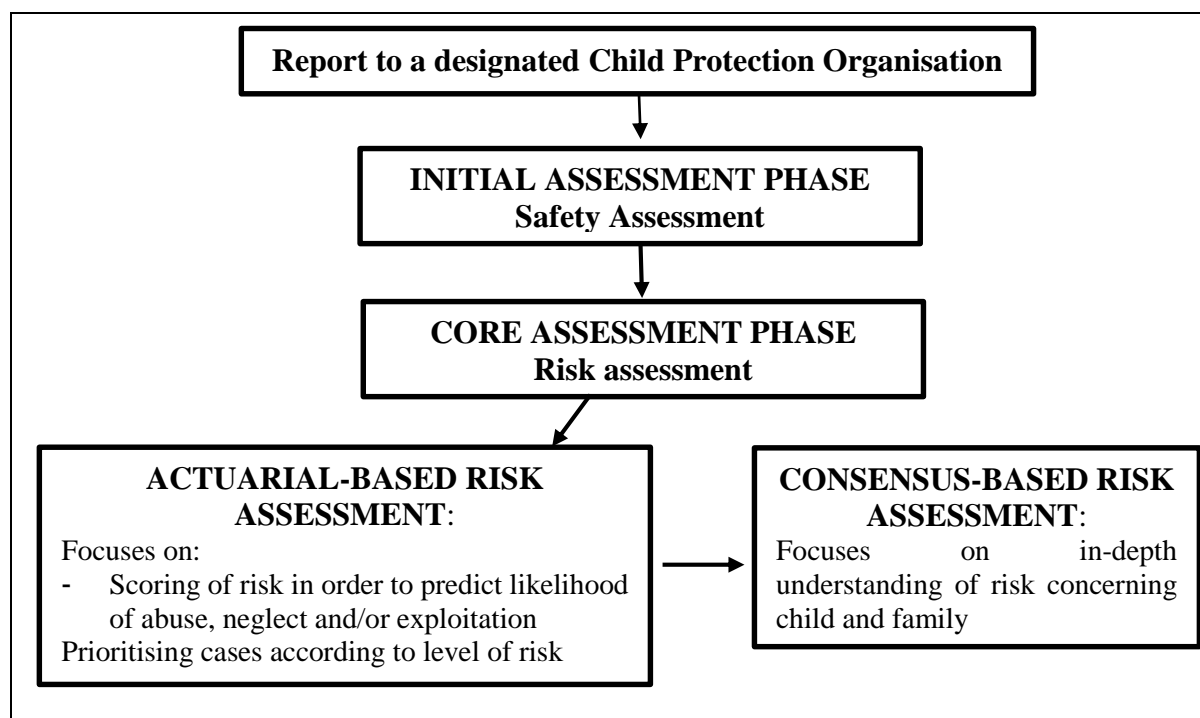 Report to a designated Child Protection Organisation
INITIAL ASSESSMENT PHASE
Safety Assessment
CORE ASSESSMENT PHASE
Risk assessment
ACTUARIAL-BASED RISK
ASSESSMENT:
Focuses on:
- Scoring of risk in order to predict likelihood
of abuse, neglect and/or exploitation
Prioritising cases according to level of risk
CONSENSUS-BASED RISK
ASSESSMENT:
Focuses on in-depth
understanding of risk concerning
child and family